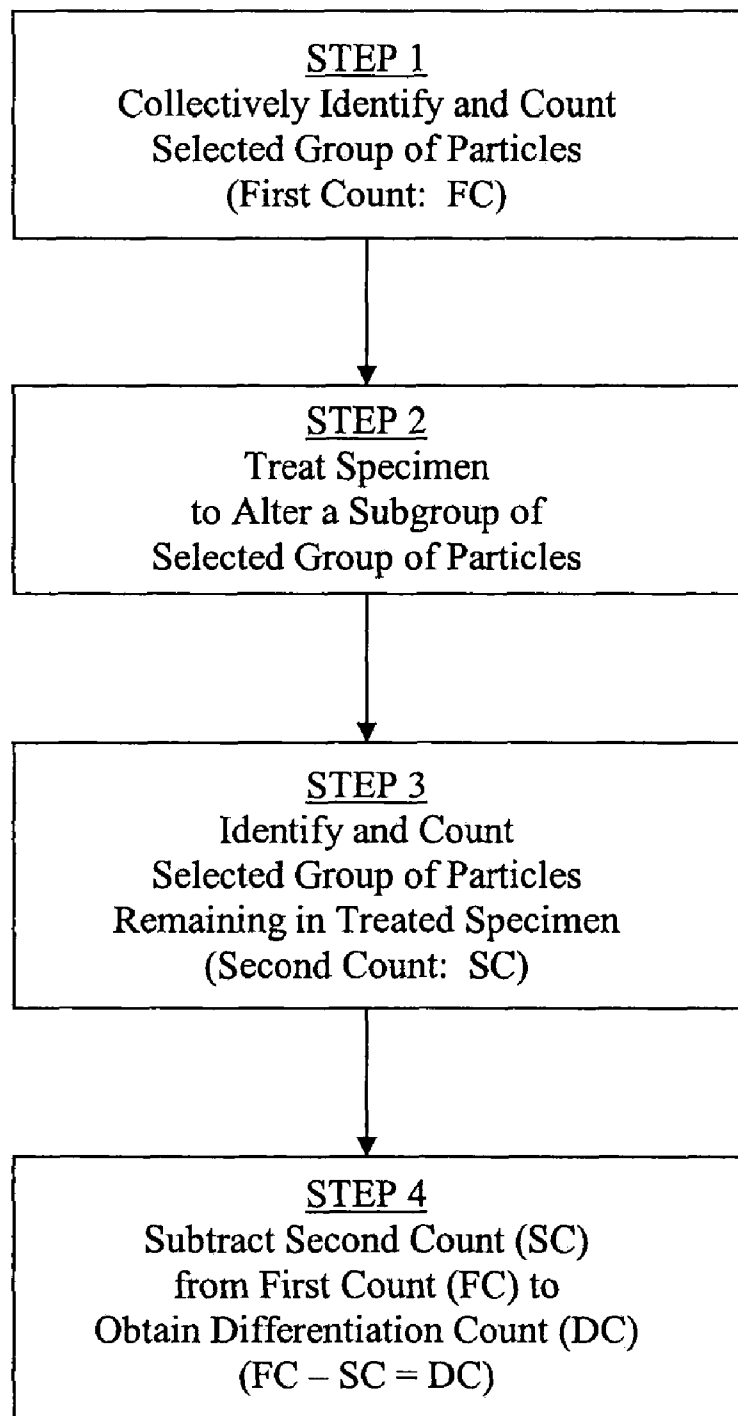 STEP 1
Collectively Identify and Count
Selected Group of Particles
(First Count: FC)
STEP 2
Treat Specimen
to Alter a Subgroup of
Selected Group of Particles
STEP 3
Identify and Count
Selected Group of Particles
Remaining in Treated Specimen
(Second Count: SC)
STEP 4
Subtract Second Count (SC)
from First Count (FC) to
Obtain Differentiation Count (DC)
(FC – SC = DC)